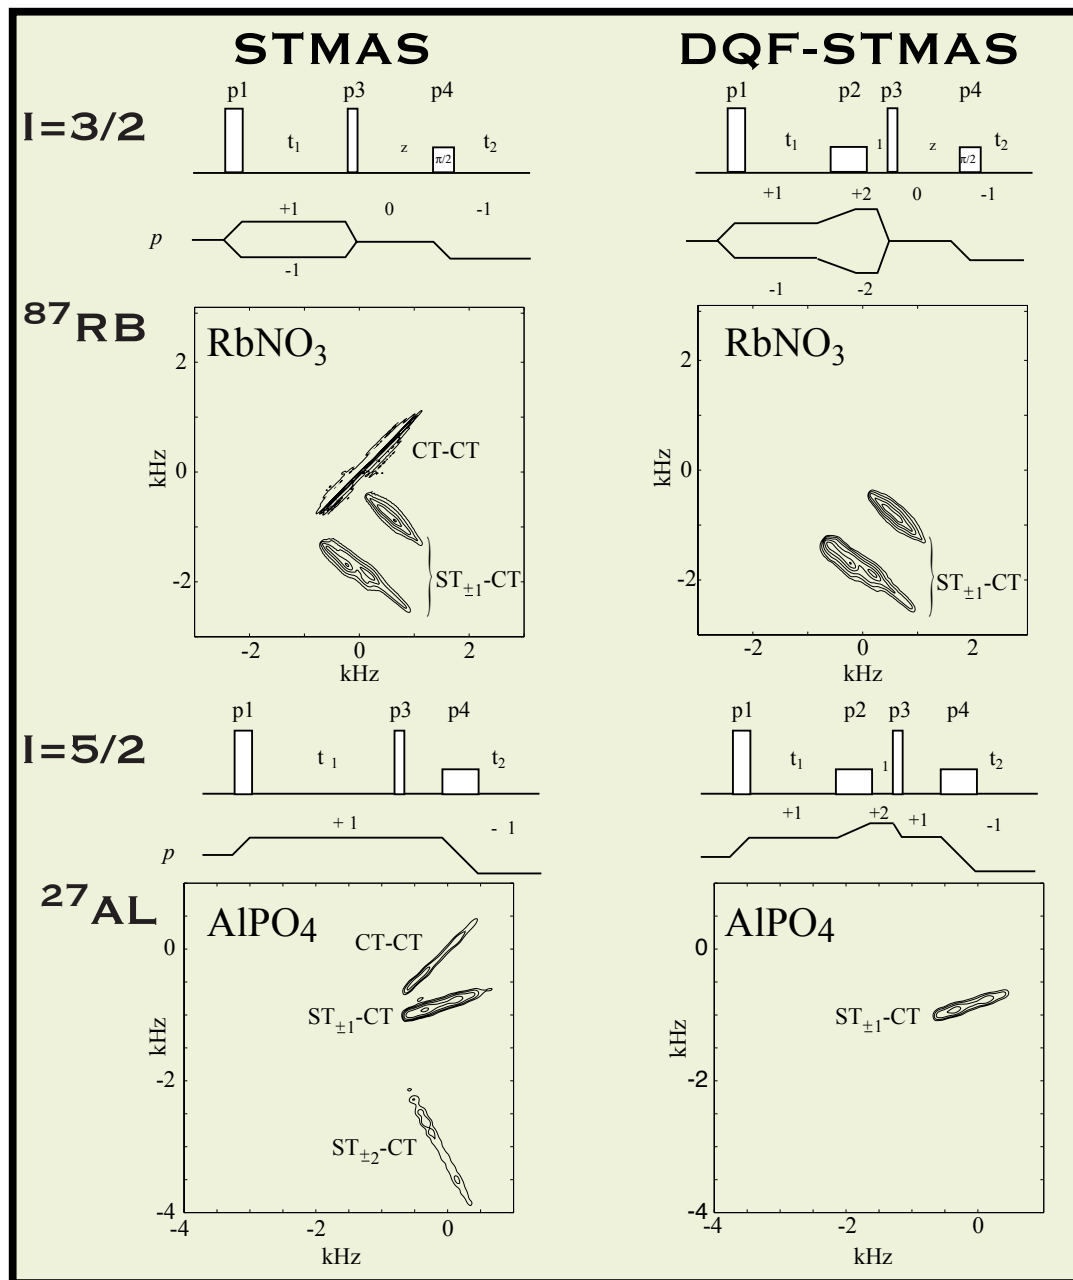 STMAS DQF-STMAS
I=3/2
p1 p3 p4
t1 z π/2 t2
+1 0 -1
p
-1
p1 p2 p3 p4
t1 1 z π/2 t2
+1 +2 0 -1
-1 -2
87RB
RbNO3
CT-CT
ST±1-CT
kHz
2
0
-2
-2 0 2
kHz
RbNO3
ST±1-CT
kHz
2
0
-2
-2 0 2
kHz
I=5/2
p1 p3 p4
t 1 t2
+ 1 - 1
p
p1 p2 p3 p4
t1 1 t2
+1 +2 +1 -1
27AL
AlPO4
CT-CT
ST±1-CT
ST±2-CT
kHz
0
-2
-4
-4 -2 0
kHz
AlPO4
ST±1-CT
kHz
0
-2
-4
-4 -2 0
kHz